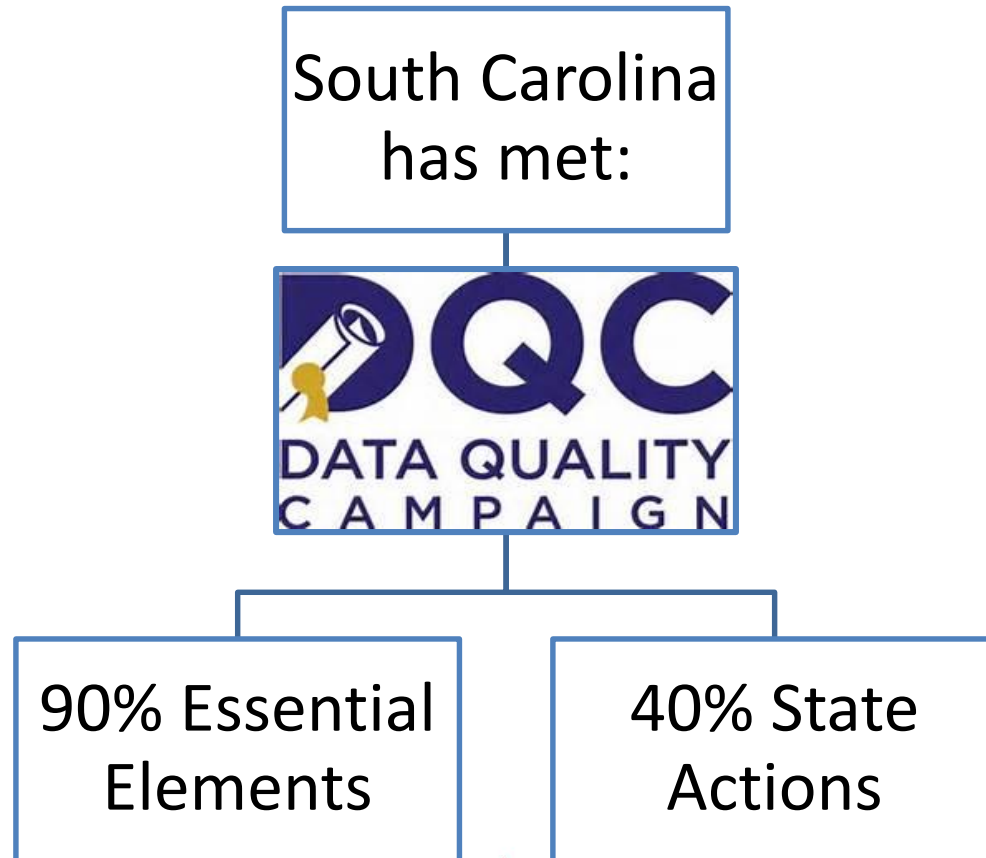 South Carolina
has met:
DQC
DATA QUALITY
CAMPAIGN
90% Essential
Elements
40% State
Actions